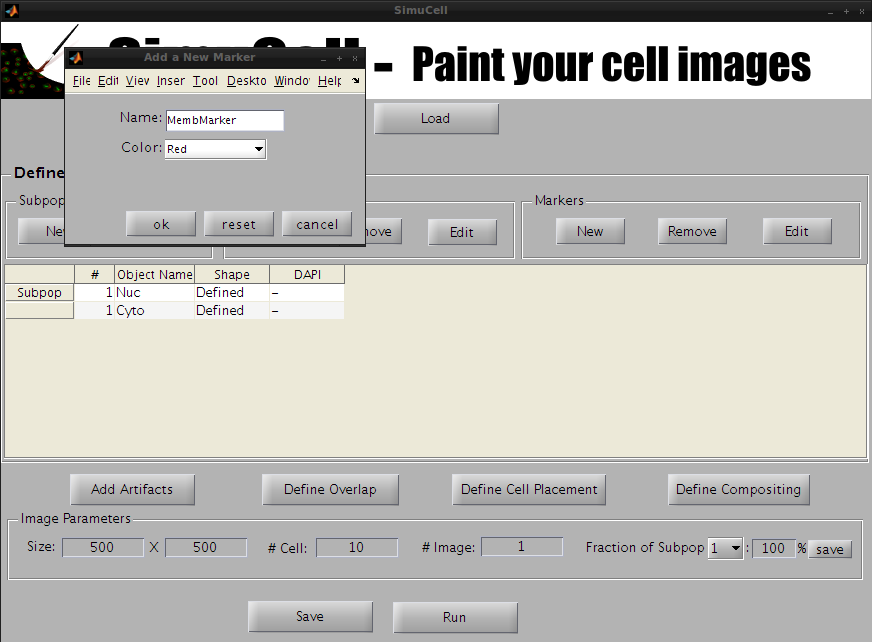 SimuCell
- Paint your cell images
Add a New Marker
File Edit View Inser Tool Deskto Windo Help
Name: MembMarker
Color: Red
ok reset cancel
Load
Define
Subpop
Markers
Edit
New Remove Edit
# Object Name Shape DAPI
Subpop 1 Nuc Defined –
1 Cyto Defined –
Add Artifacts Define Overlap Define Cell Placement Define Compositing
Image Parameters
Size: 500 X 500 # Cell: 10 # Image: 1 Fraction of Subpop 1 : 100 % save
Save Run